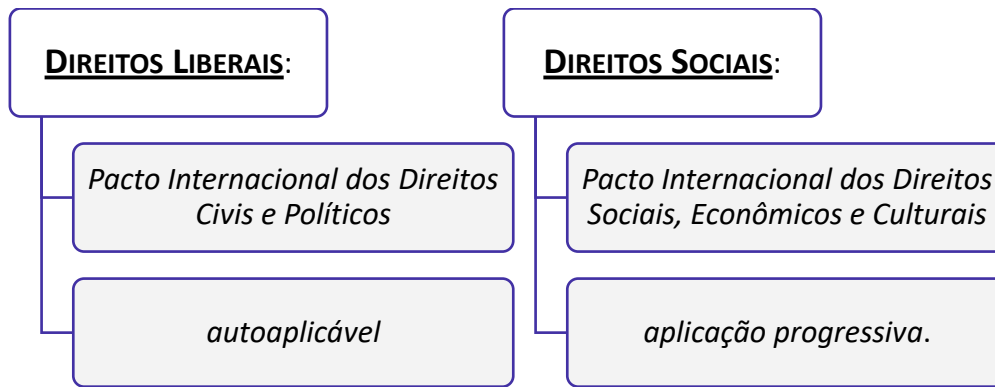 DIREITOS LIBERAIS:
Pacto Internacional dos Direitos
Civis e Políticos
autoaplicável
DIREITOS SOCIAIS:
Pacto Internacional dos Direitos
Sociais, Econômicos e Culturais
aplicação progressiva.